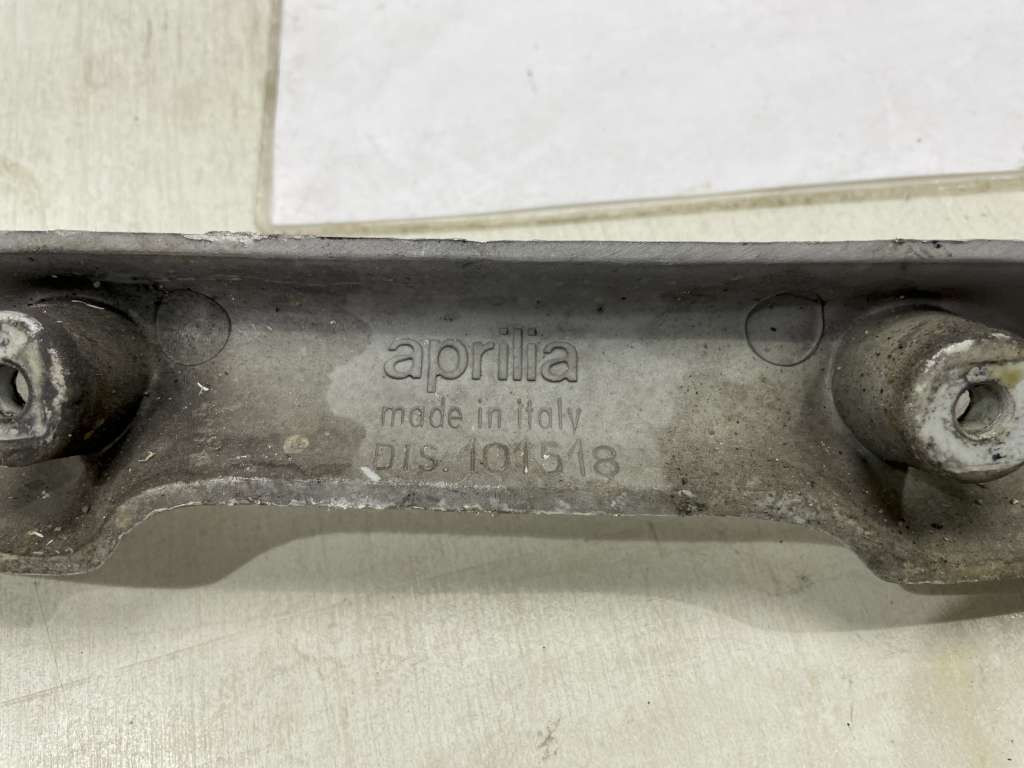 aprilia
made in italy
DIS. 101518